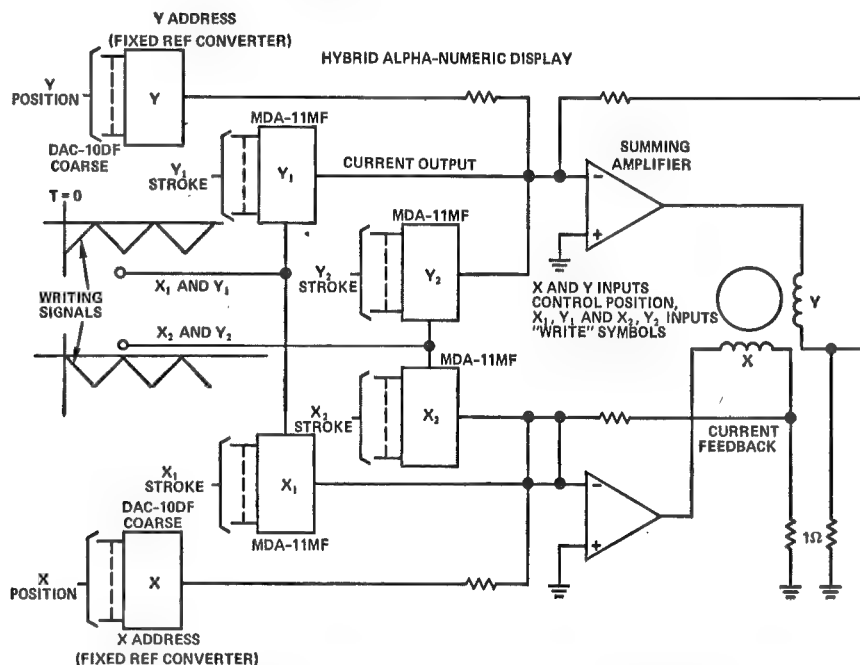 Y ADDRESS
(FIXED REF CONVERTER)
HYBRID ALPHA-NUMERIC DISPLAY
Y
POSITION
Y
DAC-10DF
COARSE
MDA-11MF
Y₁
STROKE
Y₁
CURRENT OUTPUT
SUMMING
AMPLIFIER
−
+
T = 0
MDA-11MF
Y₂
STROKE
Y₂
WRITING
SIGNALS
X₁ AND Y₁
X₂ AND Y₂
X AND Y INPUTS
CONTROL POSITION,
X₁, Y₁ AND X₂, Y₂ INPUTS
"WRITE" SYMBOLS
Y
X
MDA-11MF
X₂
STROKE
X₂
CURRENT
FEEDBACK
X₁
STROKE
X₁
MDA-11MF
−
+
1Ω
DAC-10DF
COARSE
X
POSITION
X
X ADDRESS
(FIXED REF CONVERTER)